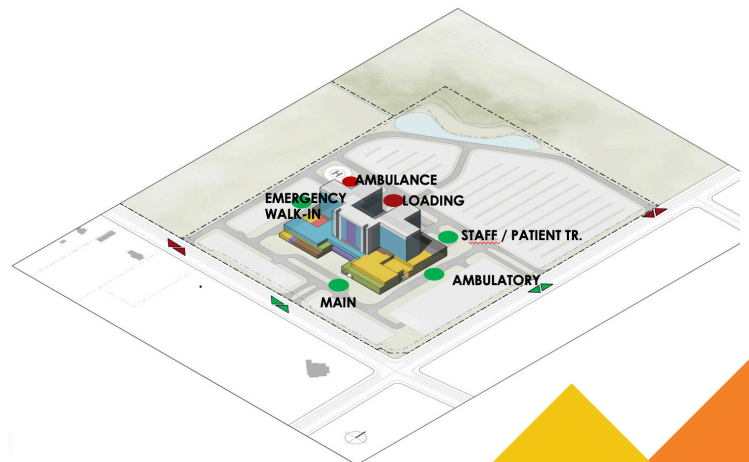 H
AMBULANCE
EMERGENCY
WALK-IN
LOADING
STAFF / PATIENT TR.
AMBULATORY
MAIN